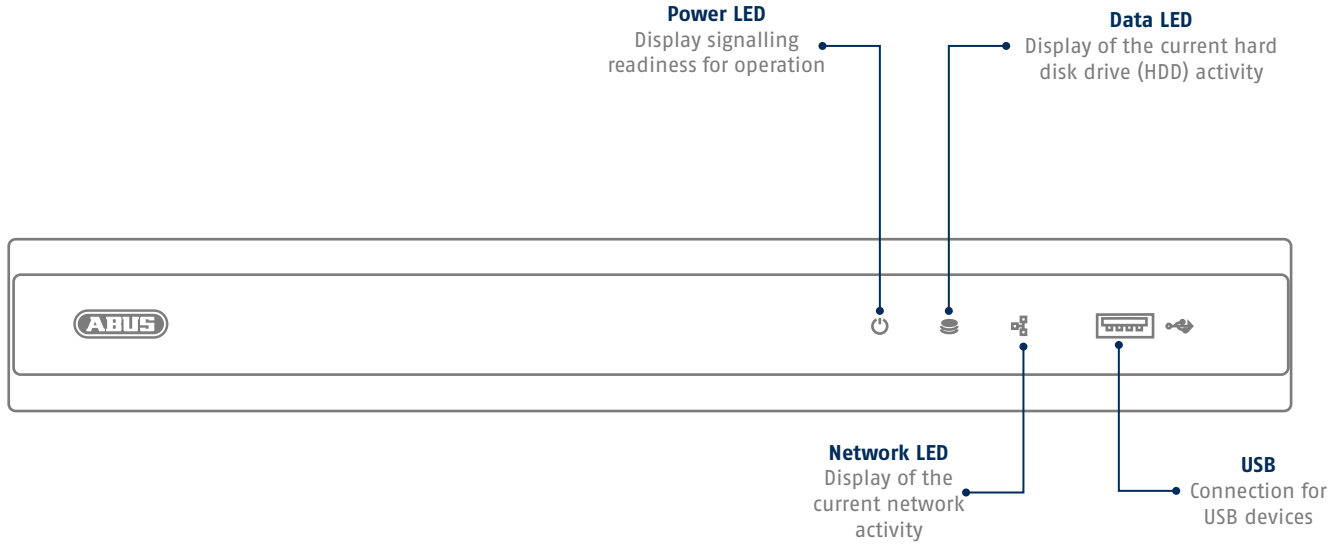 Power LED
Display signalling
readiness for operation
Data LED
Display of the current hard
disk drive (HDD) activity
ABUS
Network LED
Display of the
current network
activity
USB
Connection for
USB devices